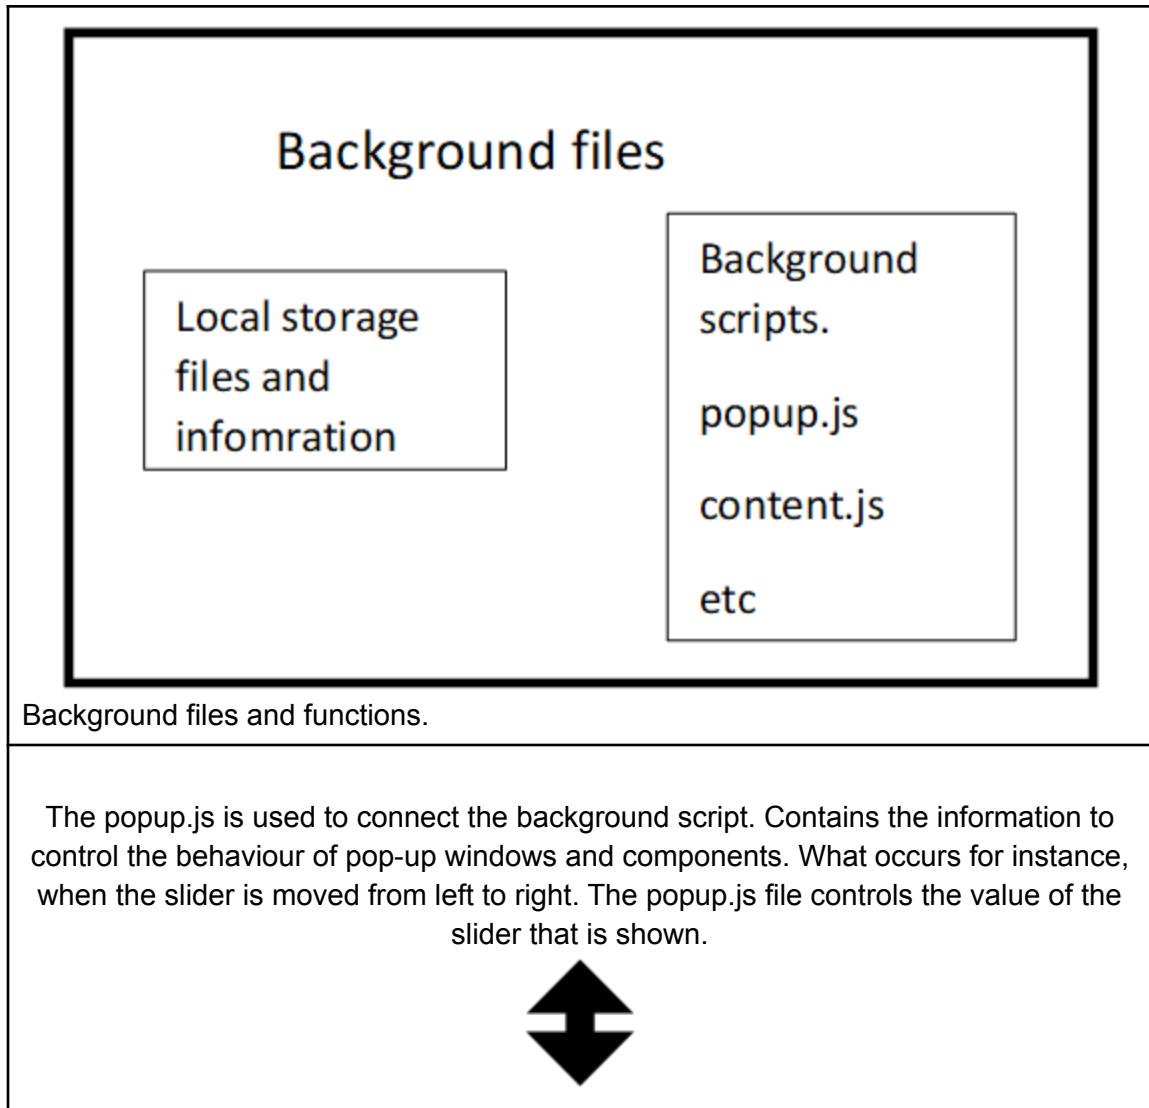 Background files
Local storage
files and
infomration
Background
scripts.
popup.js
content.js
etc
Background files and functions.
The popup.js is used to connect the background script. Contains the information to
control the behaviour of pop-up windows and components. What occurs for instance,
when the slider is moved from left to right. The popup.js file controls the value of the
slider that is shown.